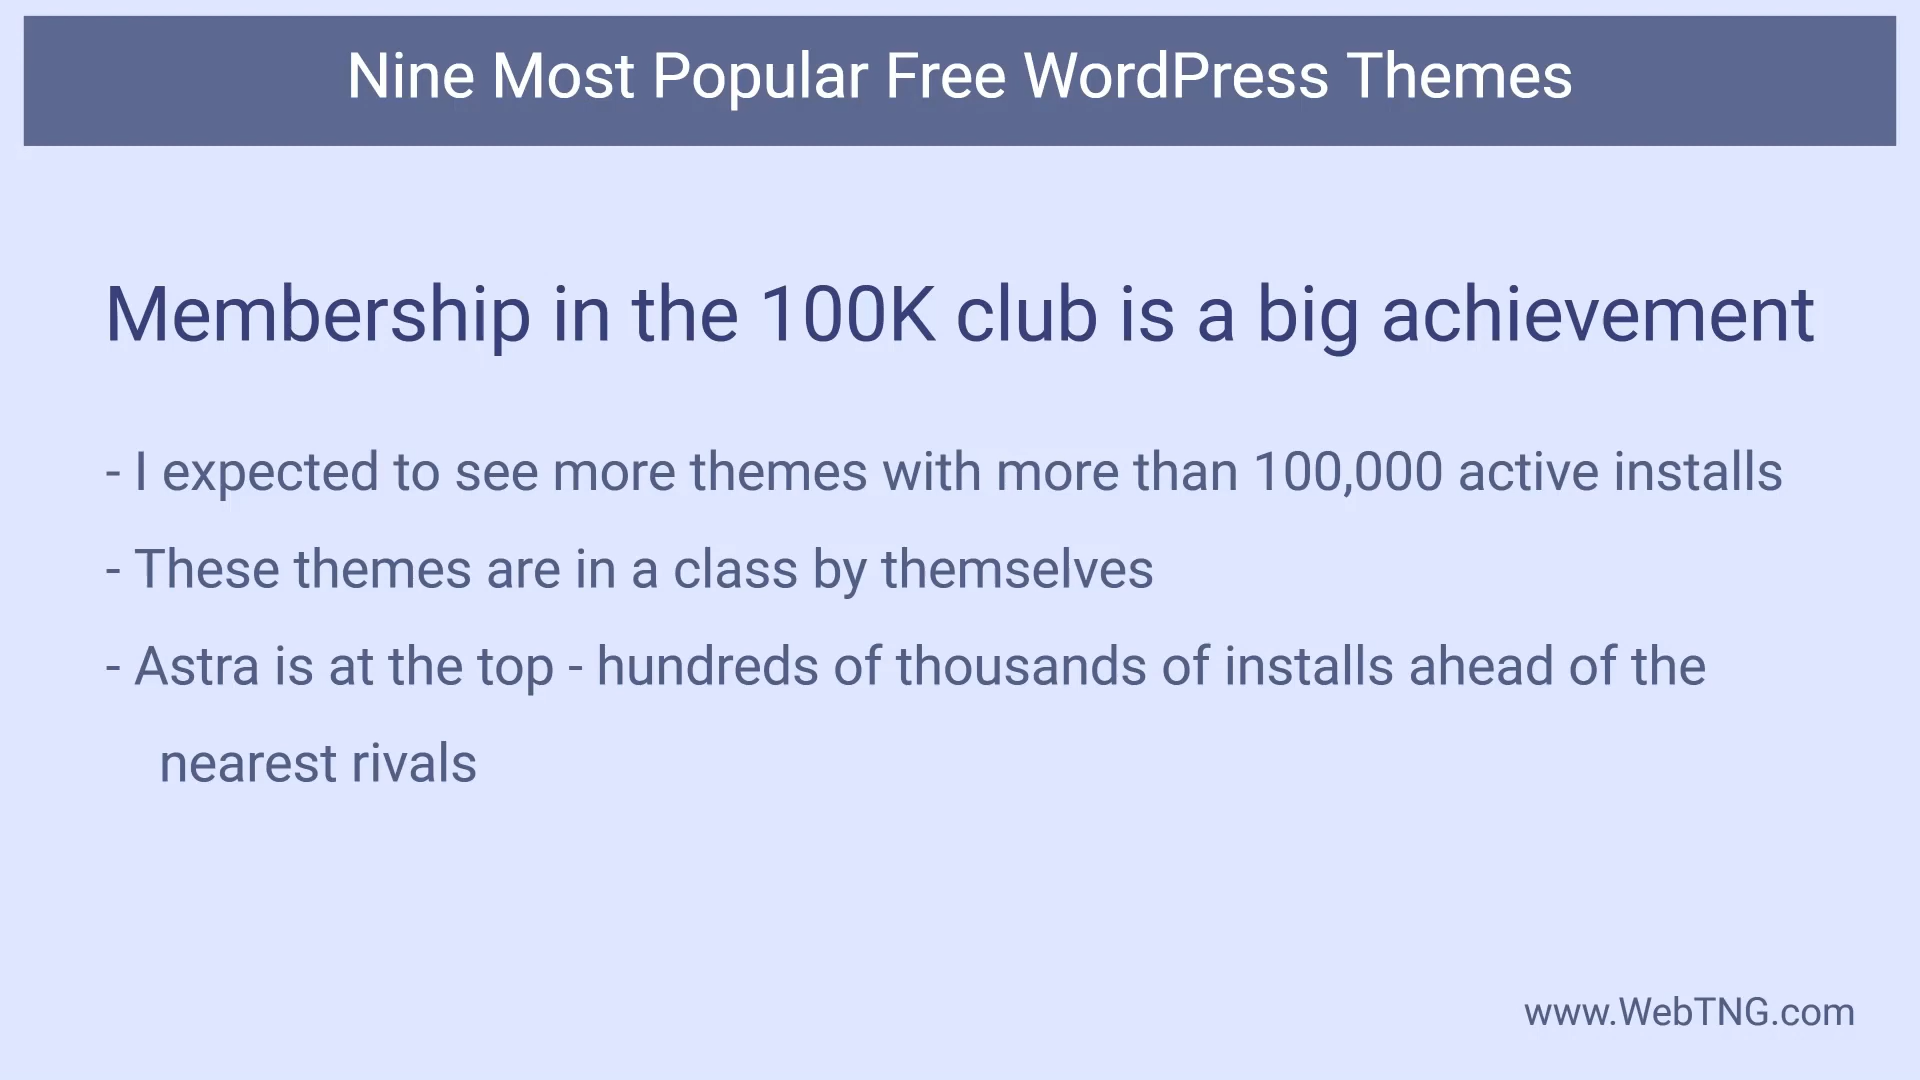 Nine Most Popular Free WordPress Themes
Membership in the 100K club is a big achievement
- I expected to see more themes with more than 100,000 active installs
- These themes are in a class by themselves
- Astra is at the top - hundreds of thousands of installs ahead of the
nearest rivals
www.WebTNG.com